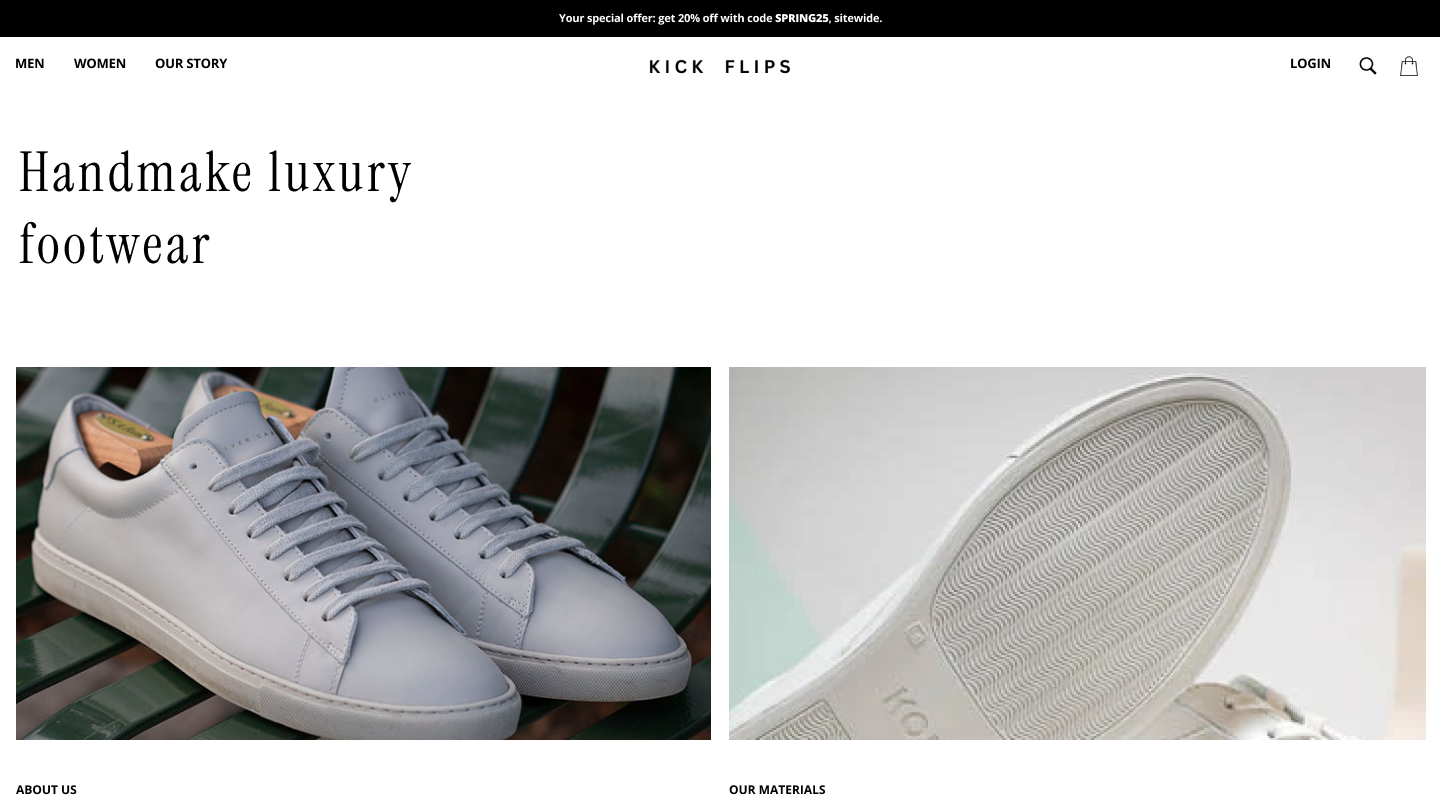 Your special offer: get 20% off with code SPRING25, sitewide.
MEN WOMEN OUR STORY KICK FLIPS LOGIN
Handmake luxury
footwear
ABOUT US
OUR MATERIALS